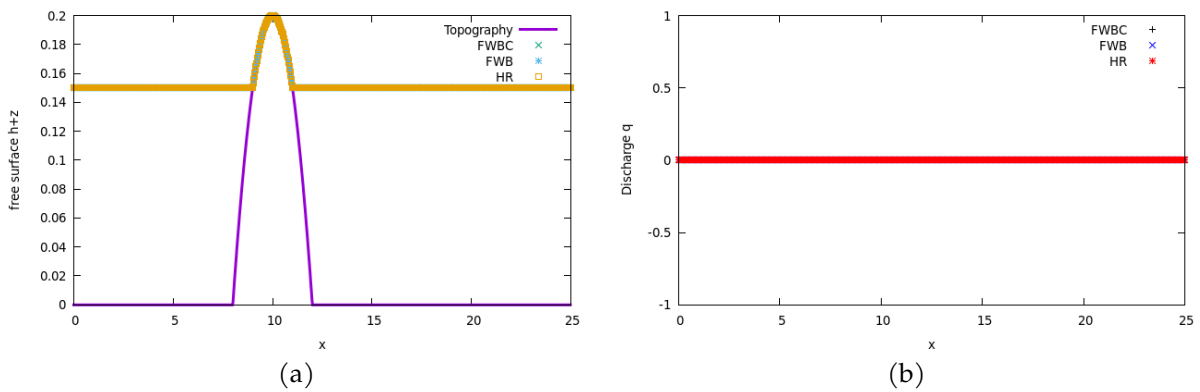 0.2
0.18
0.16
0.14
0.12
0.1
0.08
0.06
0.04
0.02
0
free surface h+z
Topography
FWBC
FWB
HR
0 5 10 15 20 25
x
(a)
1
0.5
0
-0.5
-1
Discharge q
FWBC
FWB
HR
0 5 10 15 20 25
x
(b)